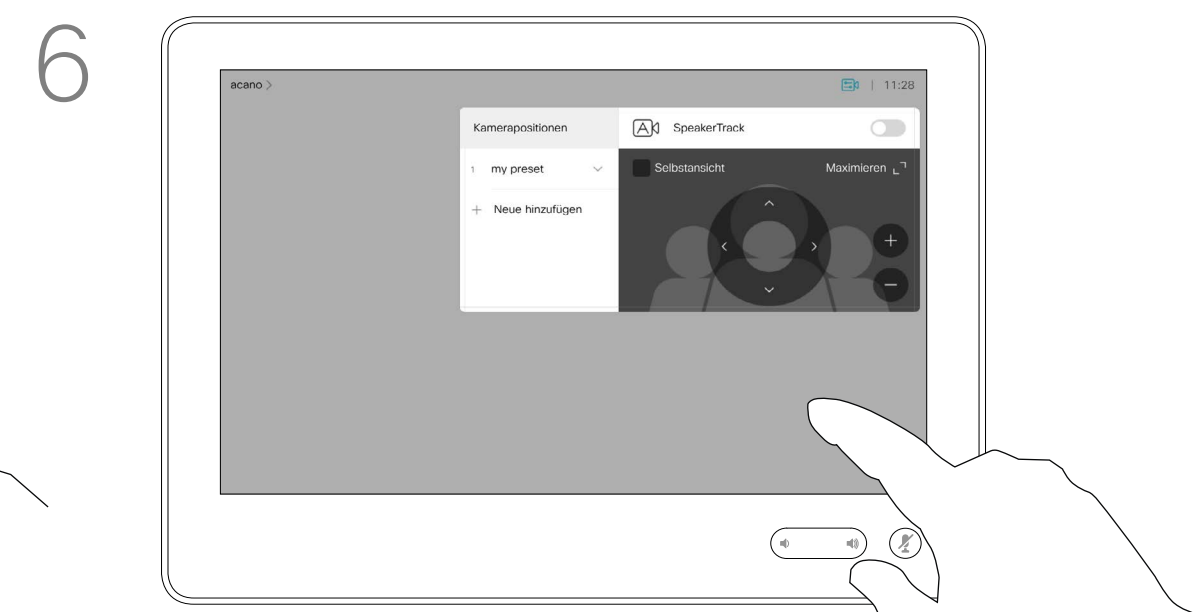 6
acano >
11:28
Kamerapositionen
SpeakerTrack
1 my preset
Selbstansicht
Maximieren
+ Neue hinzufügen